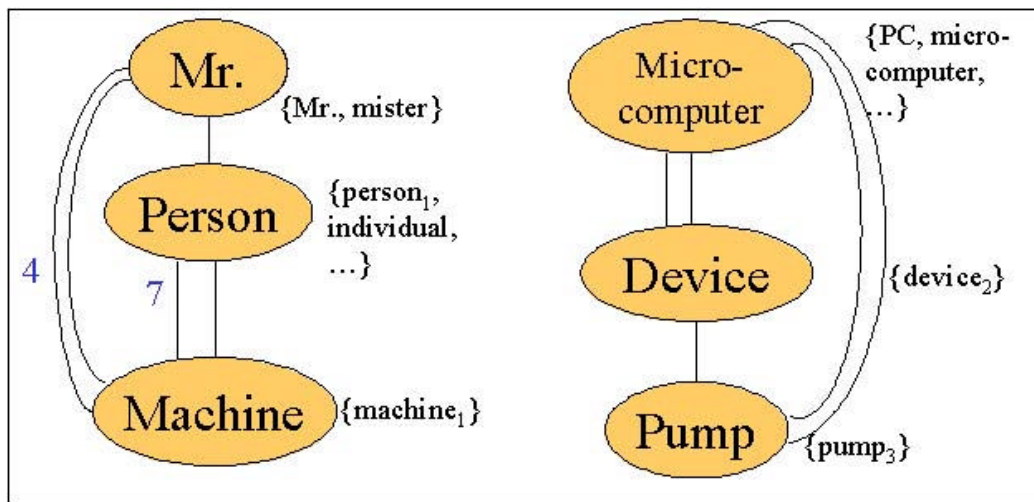 Mr.
{Mr., mister}
Person
{person₁,
individual,
…}
4
7
Machine
{machine₁}
Micro-
computer
{PC, micro-
computer,
…}
Device
{device₂}
Pump
{pump₃}